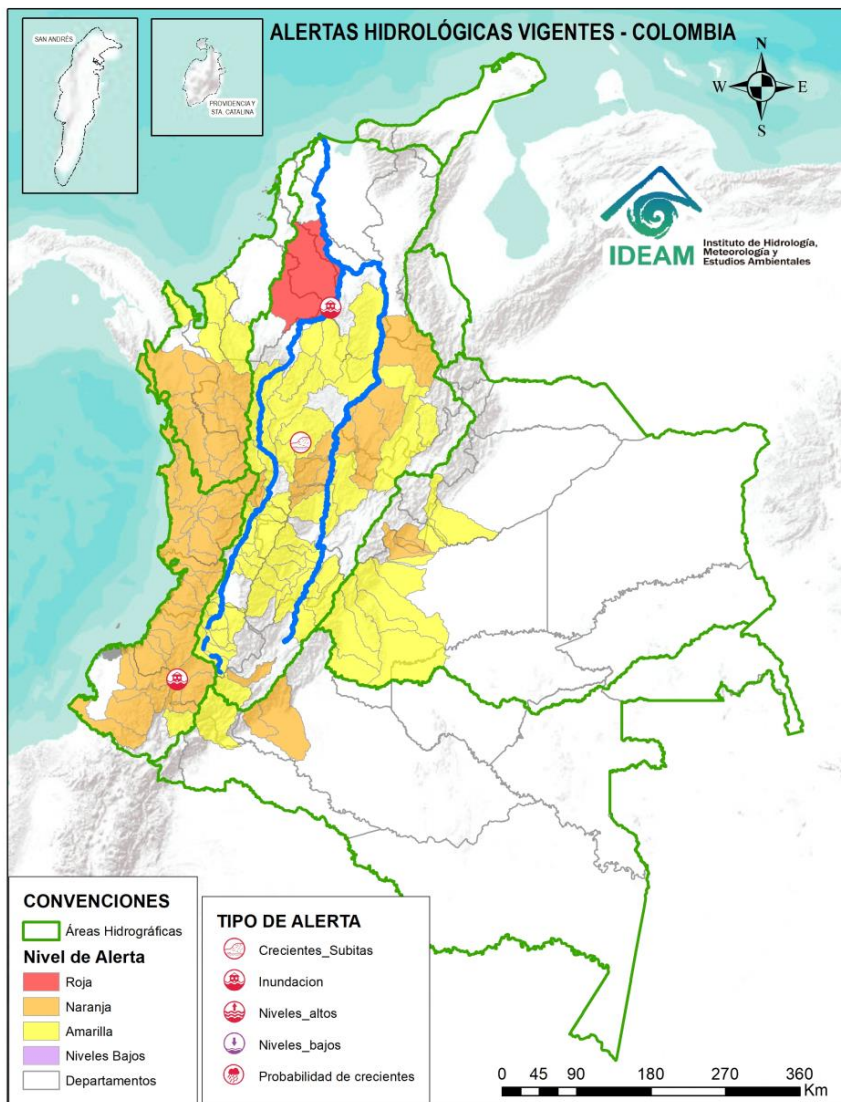 ALERTAS HIDROLÓGICAS VIGENTES - COLOMBIA
SAN ANDRÉS
PROVIDENCIA Y
STA. CATALINA
N
W
E
S
IDEAM
Instituto de Hidrología,
Meteorología y
Estudios Ambientales
CONVENCIONES
Áreas Hidrográficas
Nivel de Alerta
Roja
Naranja
Amarilla
Niveles Bajos
Departamentos
TIPO DE ALERTA
Crecientes_Subitas
Inundacion
Niveles_altos
Niveles_bajos
Probabilidad de crecientes
0 45 90 180 270 360
Km